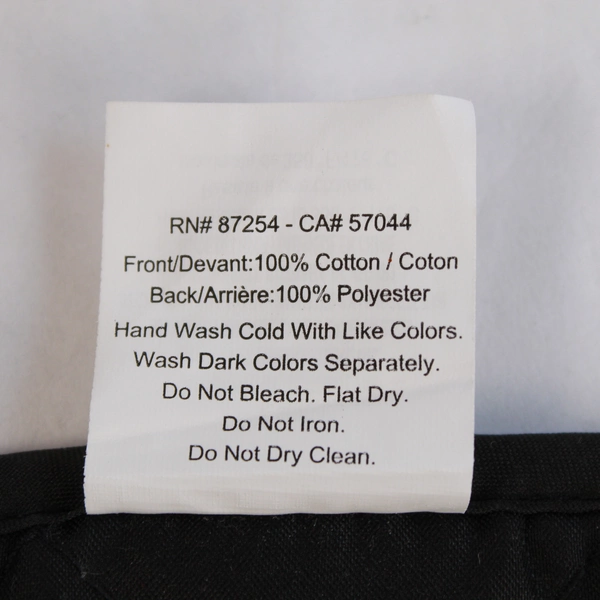 RN# 87254 - CA# 57044
Front/Devant:100% Cotton / Coton
Back/Arrière:100% Polyester
Hand Wash Cold With Like Colors.
Wash Dark Colors Separately.
Do Not Bleach. Flat Dry.
Do Not Iron.
Do Not Dry Clean.